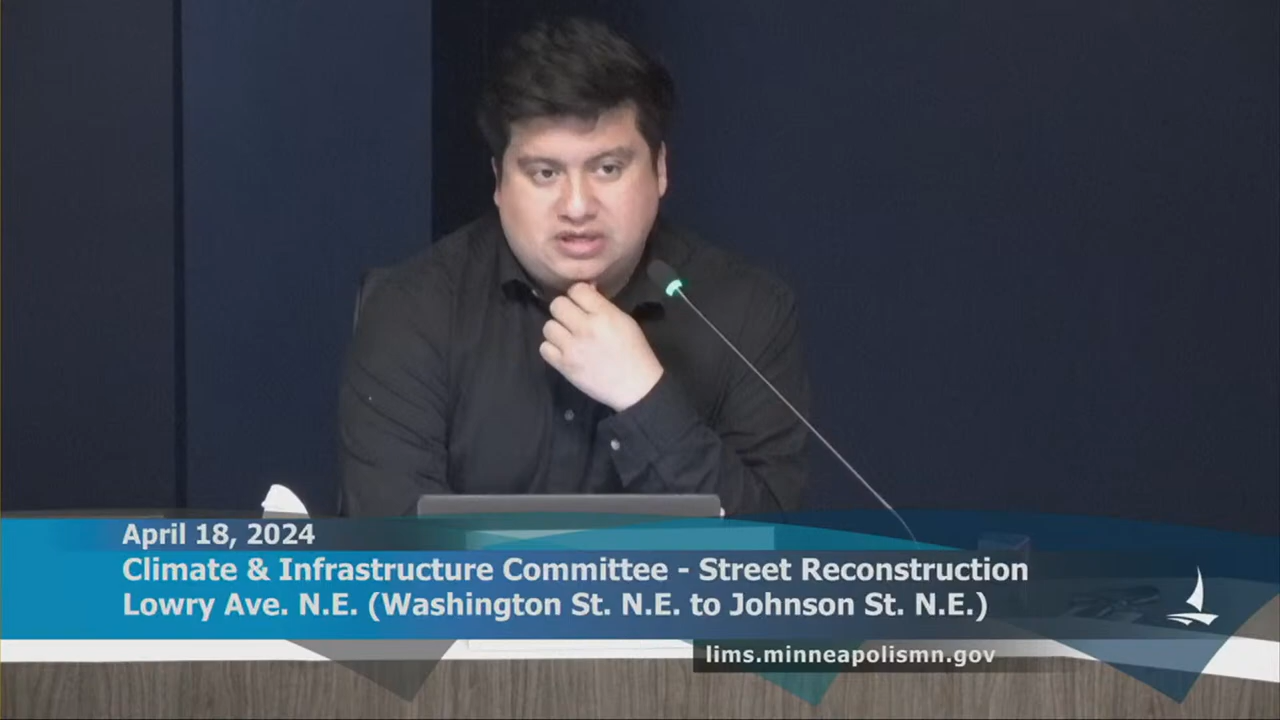 April 18, 2024
Climate & Infrastructure Committee - Street Reconstruction
Lowry Ave. N.E. (Washington St. N.E. to Johnson St. N.E.)
lims.minneapolismn.gov